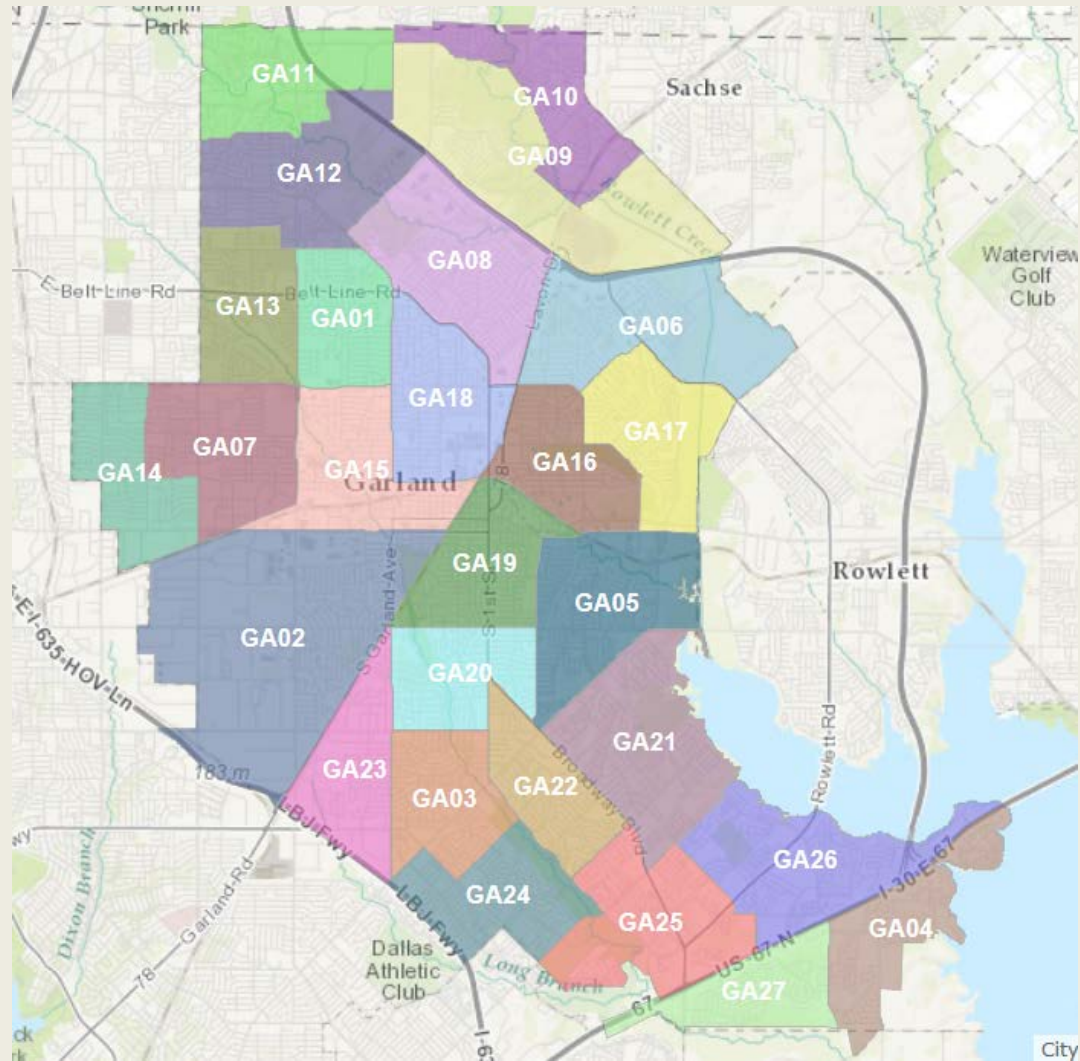 Park
GA11
GA10
Sachse
GA09
GA12
Rowlett Creek
Waterview
Golf
Club
GA08
E-Belt-Line-Rd
Belt-Line-Rd
GA13
GA01
GA06
GA18
GA17
GA07
GA15
GA16
GA14
Garland
GA19
Rowlett
GA05
S-Garland-Ave
S-1st-St
GA02
E-I-635-HOV-Ln
GA20
GA21
183 m
GA23
GA22
GA03
Broadway-Blvd
Rowlett-Rd
LBJ-Fwy
GA26
I-30-E-67
Dixon Branch
Garland-Rd
GA24
LBJ-Fwy
GA25
GA04
Dallas
Athletic
Club
Long Branch
US-67-N
GA27
78
67
City